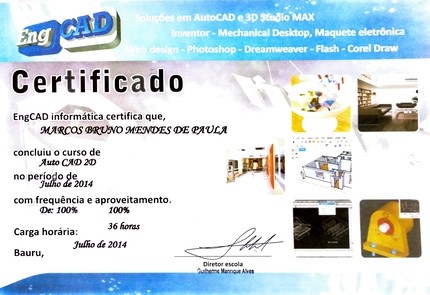 Eng CAD
Soluções em AutoCAD e 3D Studio MAX
Inventor - Mechanical Desktop, Maquete eletrônica
Web design - Photoshop - Dreamweaver - Flash - Corel Draw
Certificado
EngCAD informática certifica que,
MARCOS BRUNO MENDES DE PAULA
concluiu o curso de
Auto CAD 2D
no período de
Julho de 2014
com frequência e aproveitamento.
De: 100% 100%
Carga horária: 36 horas
Bauru, Julho de 2014
Diretor escola
Guilherme Manrique Alves